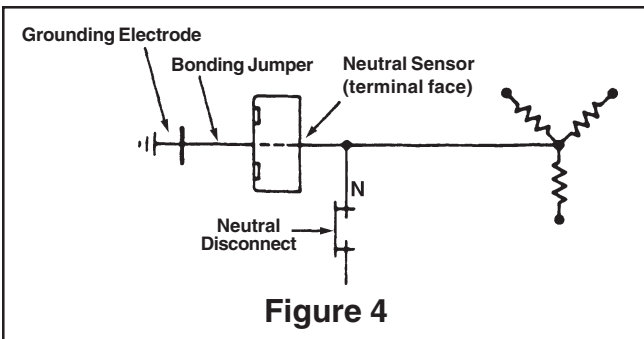 Grounding Electrode
Bonding Jumper
Neutral Sensor
(terminal face)
N
Neutral
Disconnect
Figure 4